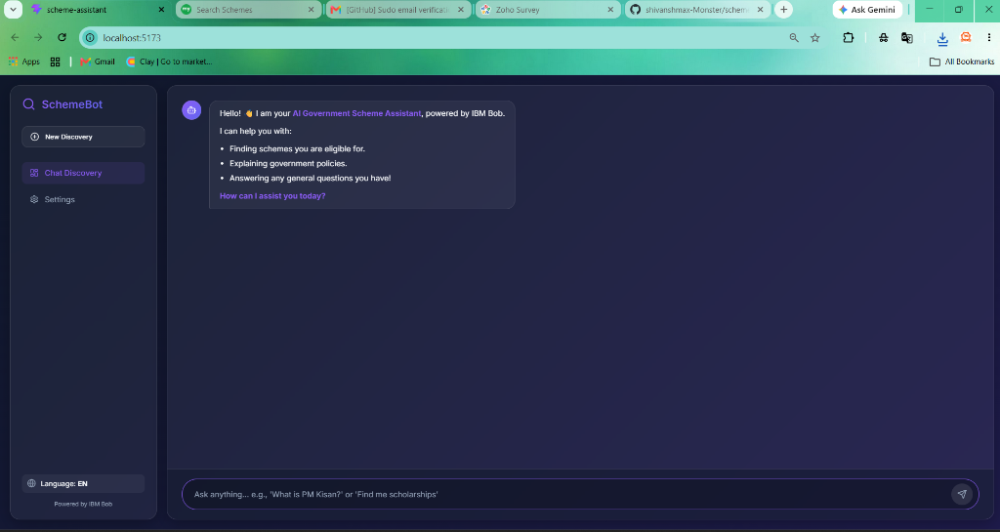 scheme-assistant
Search Schemes
[GitHub] Sudo email verificati
Zoho Survey
shivanshmax-Monster/schem
Ask Gemini
localhost:5173
Apps
Gmail
Clay | Go to market...
All Bookmarks
SchemeBot
New Discovery
Chat Discovery
Settings
Hello! 👋 I am your AI Government Scheme Assistant, powered by IBM Bob.
I can help you with:
• Finding schemes you are eligible for.
• Explaining government policies.
• Answering any general questions you have!
How can I assist you today?
Language: EN
Powered by IBM Bob
Ask anything... e.g., 'What is PM Kisan?' or 'Find me scholarships'